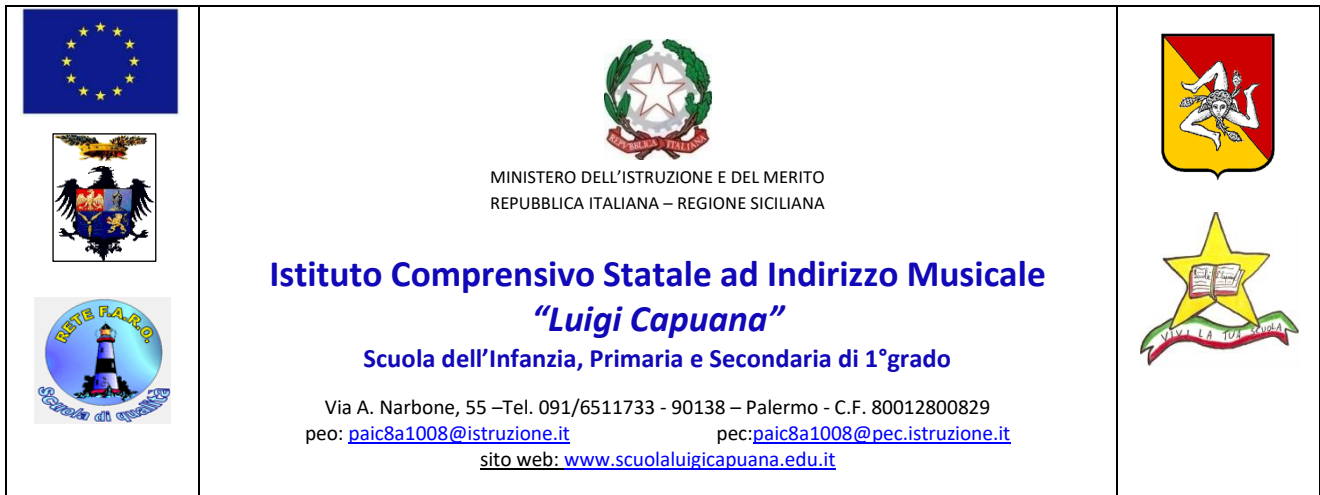 RETE F.A.R.O.
Scuola di qualità
REPVBBLICA ITALIANA
MINISTERO DELL’ISTRUZIONE E DEL MERITO
REPUBBLICA ITALIANA – REGIONE SICILIANA
Istituto Comprensivo Statale ad Indirizzo Musicale
“Luigi Capuana”
Scuola dell’Infanzia, Primaria e Secondaria di 1°grado
Via A. Narbone, 55 –Tel. 091/6511733 - 90138 – Palermo - C.F. 80012800829
peo: paic8a1008@istruzione.it pec:paic8a1008@pec.istruzione.it
sito web: www.scuolaluigicapuana.edu.it
VIVI LA TUA SCUOLA